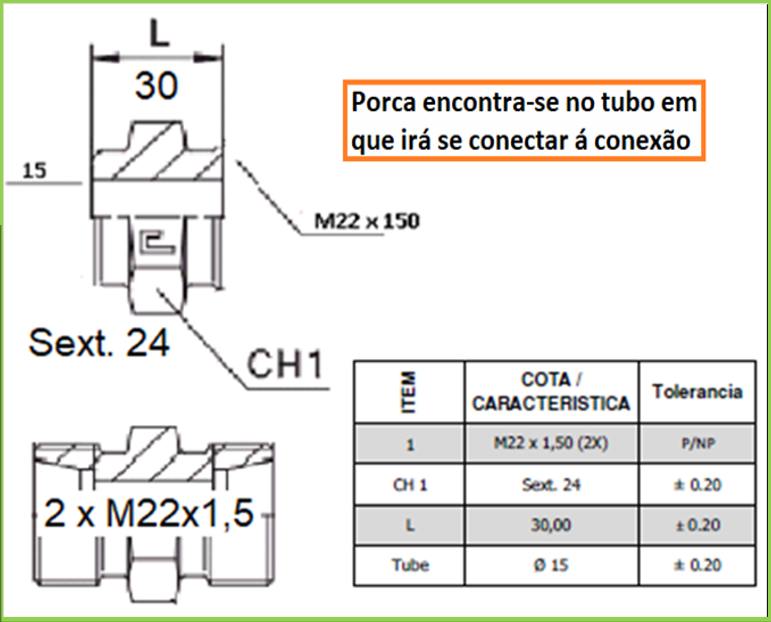 L
30
Porca encontra-se no tubo em
que irá se conectar á conexão
15
M22 x 150
Sext. 24
CH1
2 x M22x1,5
ITEM COTA / CARACTERISTICA Tolerancia
1 M22 x 1,50 (2X) P/NP
CH 1 Sext. 24 ± 0.20
L 30,00 ± 0.20
Tube Ø 15 ± 0.20